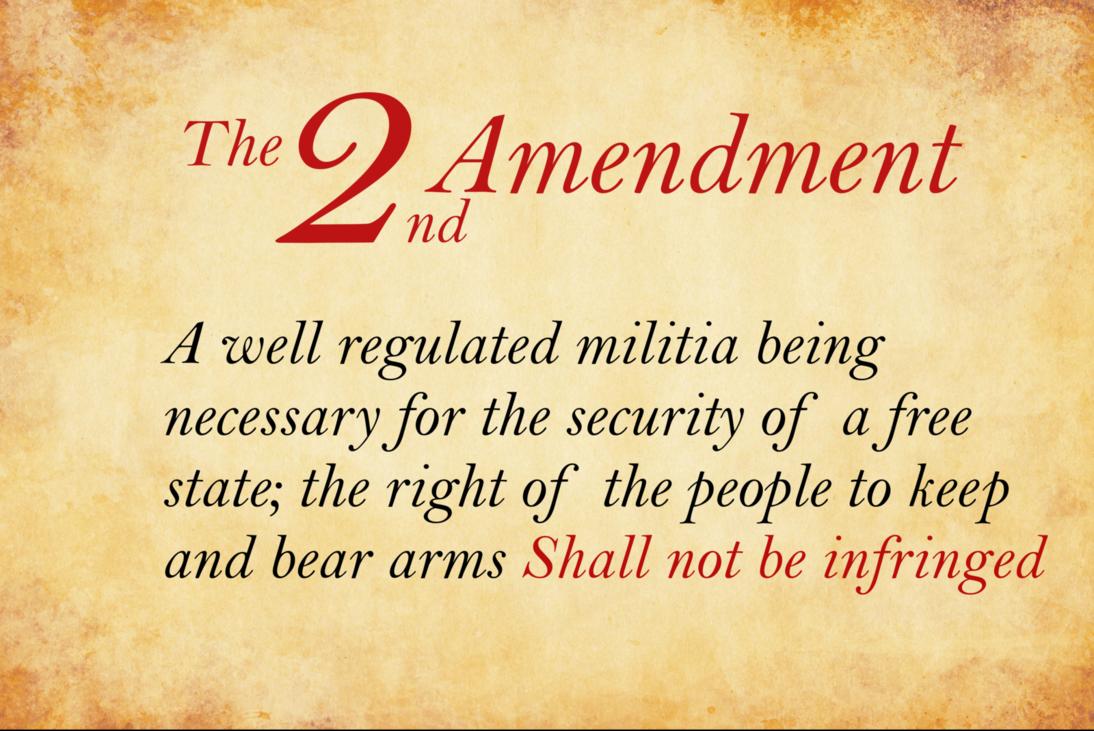 The 2nd Amendment
A well regulated militia being
necessary for the security of a free
state; the right of the people to keep
and bear arms Shall not be infringed